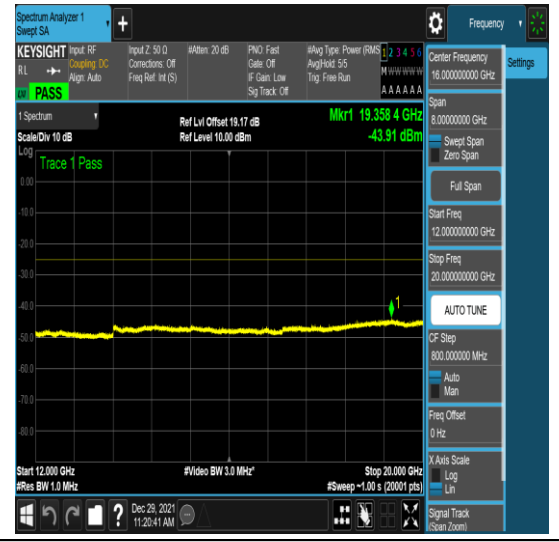 Spectrum Analyzer 1
Swept SA
Frequency
KEYSIGHT
RL
Input: RF
Coupling: DC
Align: Auto
Input Z: 50 Ω
Corrections: Off
Freq Ref: Int (S)
#Atten: 20 dB
PNO: Fast
Gate: Off
IF Gain: Low
Sig Track: Off
#Avg Type: Power (RMS
Avg|Hold: 5/5
Trig: Free Run
1 2 3 4 5 6
M W W W W W
A A A A A A
PASS
1 Spectrum
Scale/Div 10 dB
Ref Lvl Offset 19.17 dB
Ref Level 10.00 dBm
Mkr1 19.358 4 GHz
-43.91 dBm
Log
Trace 1 Pass
0.00
-10.0
-20.0
-30.0
-40.0
-50.0
-60.0
-70.0
-80.0
1
Start 12.000 GHz
#Res BW 1.0 MHz
#Video BW 3.0 MHz*
Stop 20.000 GHz
#Sweep ~1.00 s (20001 pts)
?
Dec 29, 2021
11:20:41 AM
Center Frequency
16.000000000 GHz
Settings
Span
8.00000000 GHz
Swept Span
Zero Span
Full Span
Start Freq
12.000000000 GHz
Stop Freq
20.000000000 GHz
AUTO TUNE
CF Step
800.000000 MHz
Auto
Man
Freq Offset
0 Hz
X Axis Scale
Log
Lin
Signal Track
(Span Zoom)